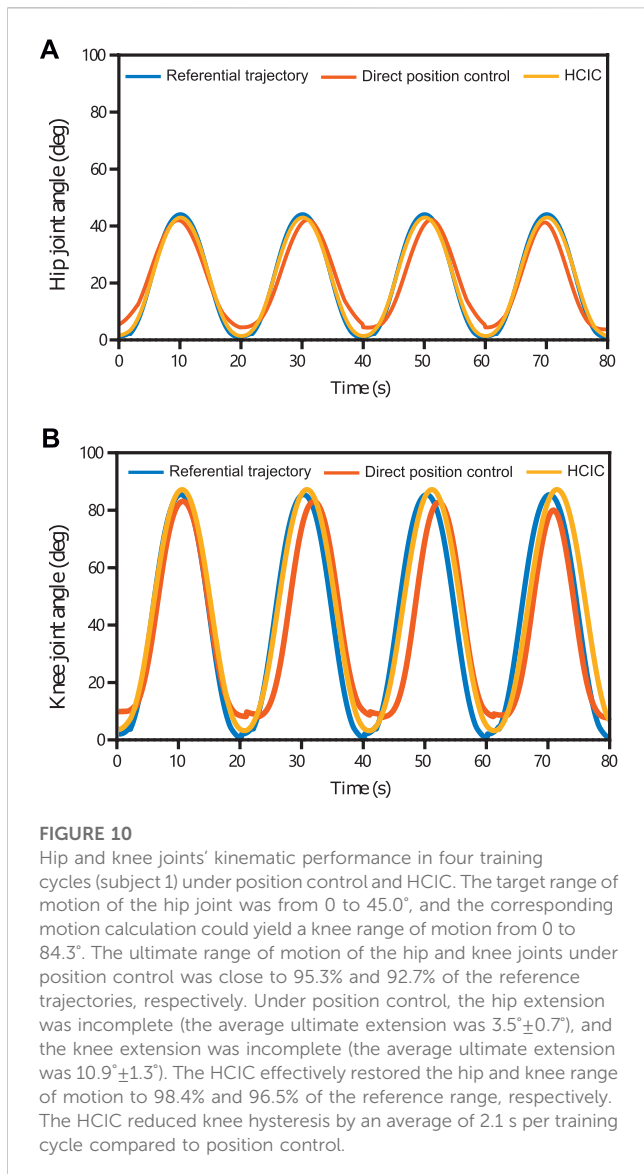 A
Referential trajectory Direct position control HCIC
Hip joint angle (deg)
100
80
60
40
20
0
0 10 20 30 40 50 60 70 80
Time (s)
B
Referential trajectory Direct position control HCIC
Knee joint angle (deg)
100
80
60
40
20
0
0 10 20 30 40 50 60 70 80
Time (s)
FIGURE 10
Hip and knee joints' kinematic performance in four training
cycles (subject 1) under position control and HCIC. The target range of
motion of the hip joint was from 0 to 45.0°, and the corresponding
motion calculation could yield a knee range of motion from 0 to
84.3°. The ultimate range of motion of the hip and knee joints under
position control was close to 95.3% and 92.7% of the reference
trajectories, respectively. Under position control, the hip extension
was incomplete (the average ultimate extension was 3.5°±0.7°), and
the knee extension was incomplete (the average ultimate extension
was 10.9°±1.3°). The HCIC effectively restored the hip and knee range
of motion to 98.4% and 96.5% of the reference range, respectively.
The HCIC reduced knee hysteresis by an average of 2.1 s per training
cycle compared to position control.